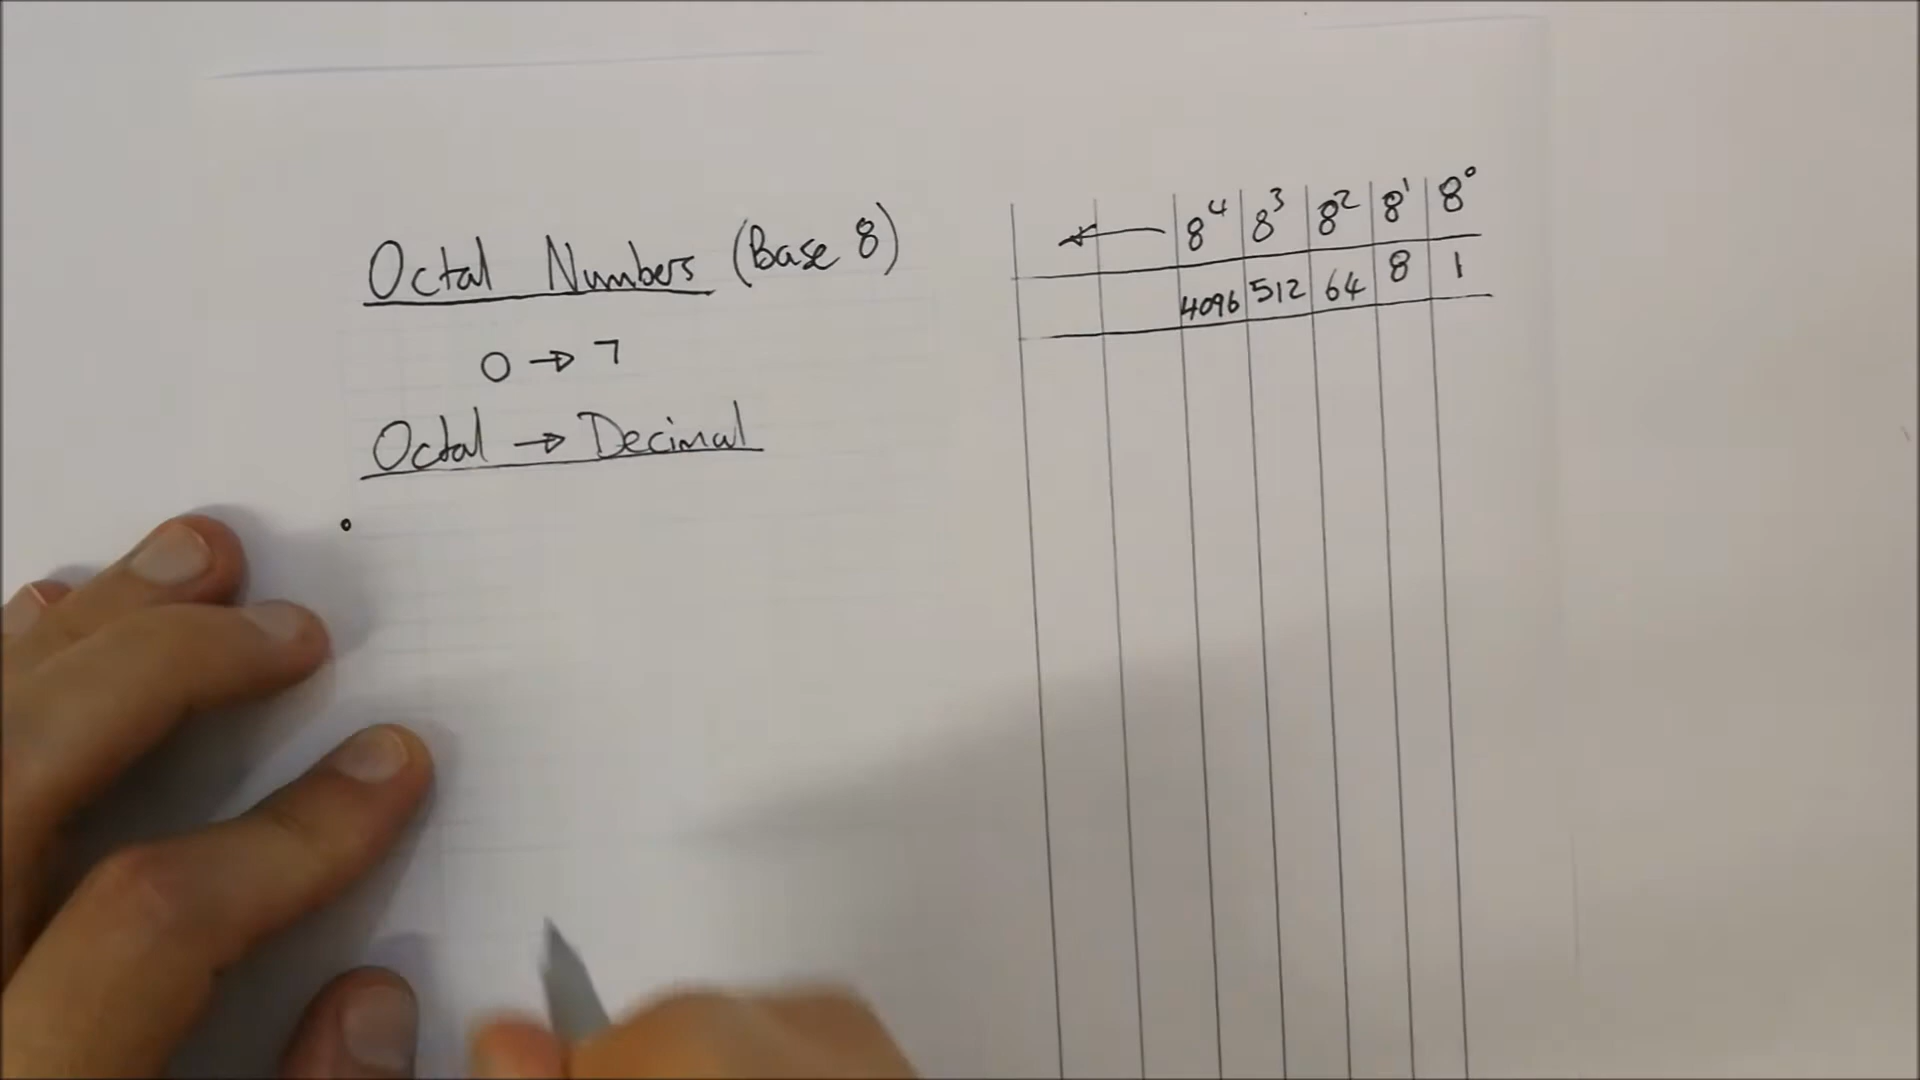 Octal Numbers (Base 8)
0 → 7
Octal → Decimal
← 8⁴ 8³ 8² 8¹ 8⁰
4096 512 64 8 1